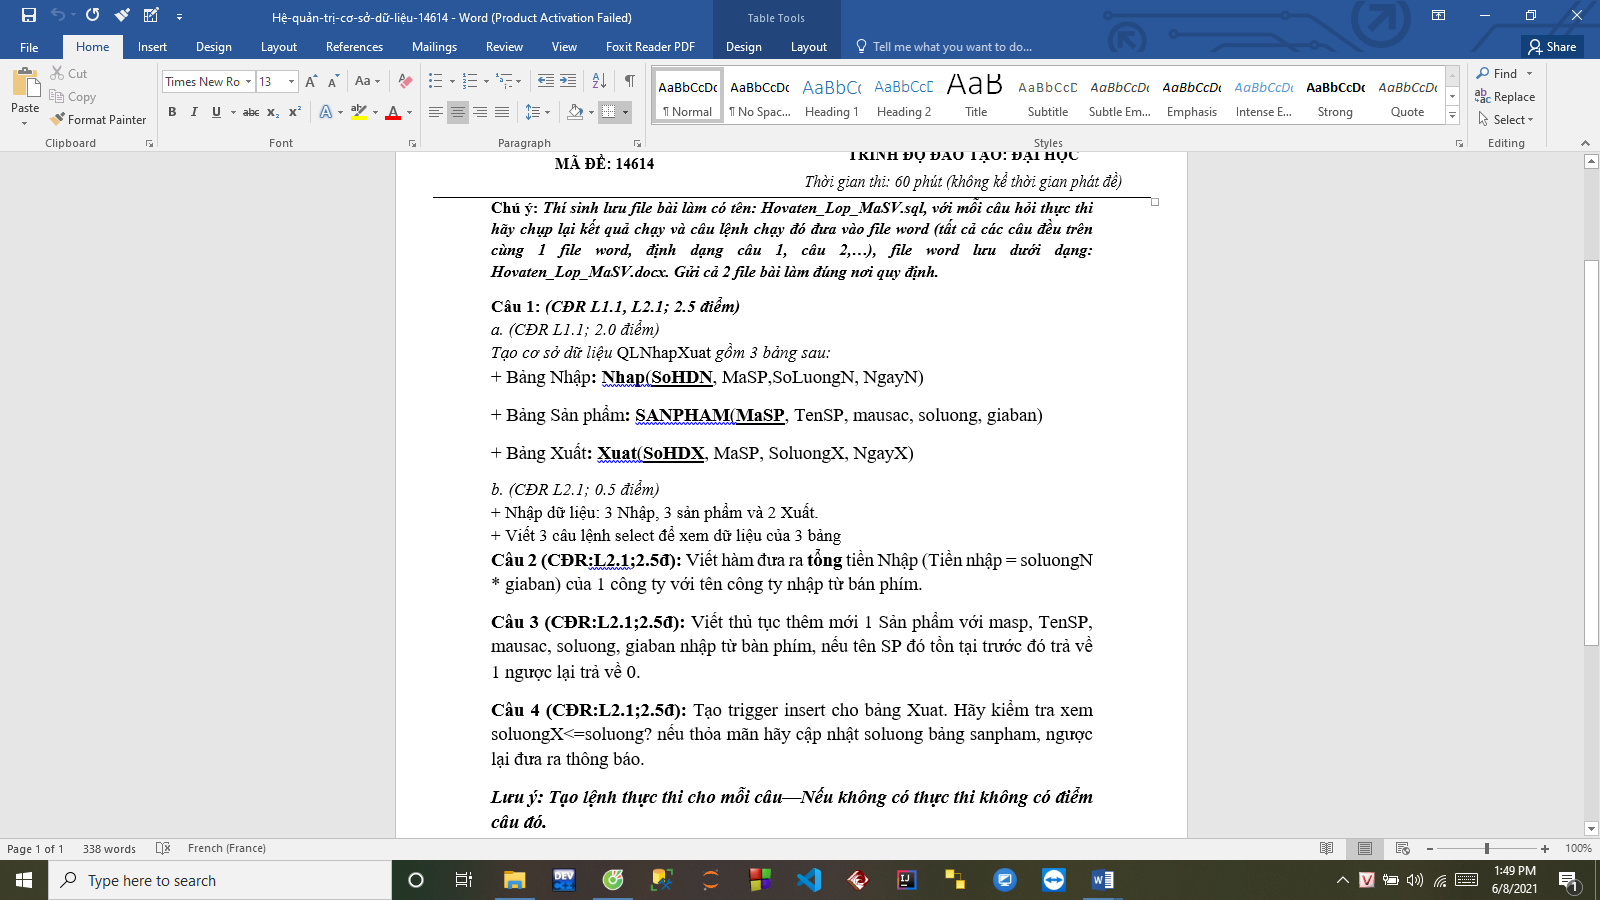 Hệ-quản-trị-cơ-sở-dữ-liệu-14614 - Word (Product Activation Failed)
Table Tools
File
Home
Insert
Design
Layout
References
Mailings
Review
View
Foxit Reader PDF
Design
Layout
Tell me what you want to do...
Share
Paste
Cut
Copy
Format Painter
Clipboard
Times New Ro
13
Font
Paragraph
AaBbCcDc
¶ Normal
AaBbCcDc
¶ No Spac...
AaBbCc
Heading 1
AaBbCcD
Heading 2
AaB
Title
AaBbCcD
Subtitle
AaBbCcDc
Subtle Em...
AaBbCcDc
Emphasis
AaBbCcDc
Intense E...
AaBbCcDc
Strong
AaBbCcDc
Quote
Styles
Find
Replace
Select
Editing
MÃ ĐỀ: 14614
TRÌNH ĐỘ ĐÀO TẠO: ĐẠI HỌC
Thời gian thi: 60 phút (không kể thời gian phát đề)
Chú ý: Thí sinh lưu file bài làm có tên: Hovaten_Lop_MaSV.sql, với mỗi câu hỏi thực thi
hãy chụp lại kết quả chạy và câu lệnh chạy đó đưa vào file word (tất cả các câu đều trên
cùng 1 file word, định dạng câu 1, câu 2,…), file word lưu dưới dạng:
Hovaten_Lop_MaSV.docx. Gửi cả 2 file bài làm đúng nơi quy định.
Câu 1: (CĐR L1.1, L2.1; 2.5 điểm)
a. (CĐR L1.1; 2.0 điểm)
Tạo cơ sở dữ liệu QLNhapXuat gồm 3 bảng sau:
+ Bảng Nhập: Nhap(SoHDN, MaSP,SoLuongN, NgayN)
+ Bảng Sản phẩm: SANPHAM(MaSP, TenSP, mausac, soluong, giaban)
+ Bảng Xuất: Xuat(SoHDX, MaSP, SoluongX, NgayX)
b. (CĐR L2.1; 0.5 điểm)
+ Nhập dữ liệu: 3 Nhập, 3 sản phẩm và 2 Xuất.
+ Viết 3 câu lệnh select để xem dữ liệu của 3 bảng
Câu 2 (CĐR:L2.1;2.5đ): Viết hàm đưa ra tổng tiền Nhập (Tiền nhập = soluongN
* giaban) của 1 công ty với tên công ty nhập từ bán phím.
Câu 3 (CĐR:L2.1;2.5đ): Viết thủ tục thêm mới 1 Sản phẩm với masp, TenSP,
mausac, soluong, giaban nhập từ bàn phím, nếu tên SP đó tồn tại trước đó trả về
1 ngược lại trả về 0.
Câu 4 (CĐR:L2.1;2.5đ): Tạo trigger insert cho bảng Xuat. Hãy kiểm tra xem
soluongX<=soluong? nếu thỏa mãn hãy cập nhật soluong bảng sanpham, ngược
lại đưa ra thông báo.
Lưu ý: Tạo lệnh thực thi cho mỗi câu—Nếu không có thực thi không có điểm
câu đó.
Page 1 of 1
338 words
French (France)
100%
Type here to search
1:49 PM
6/8/2021